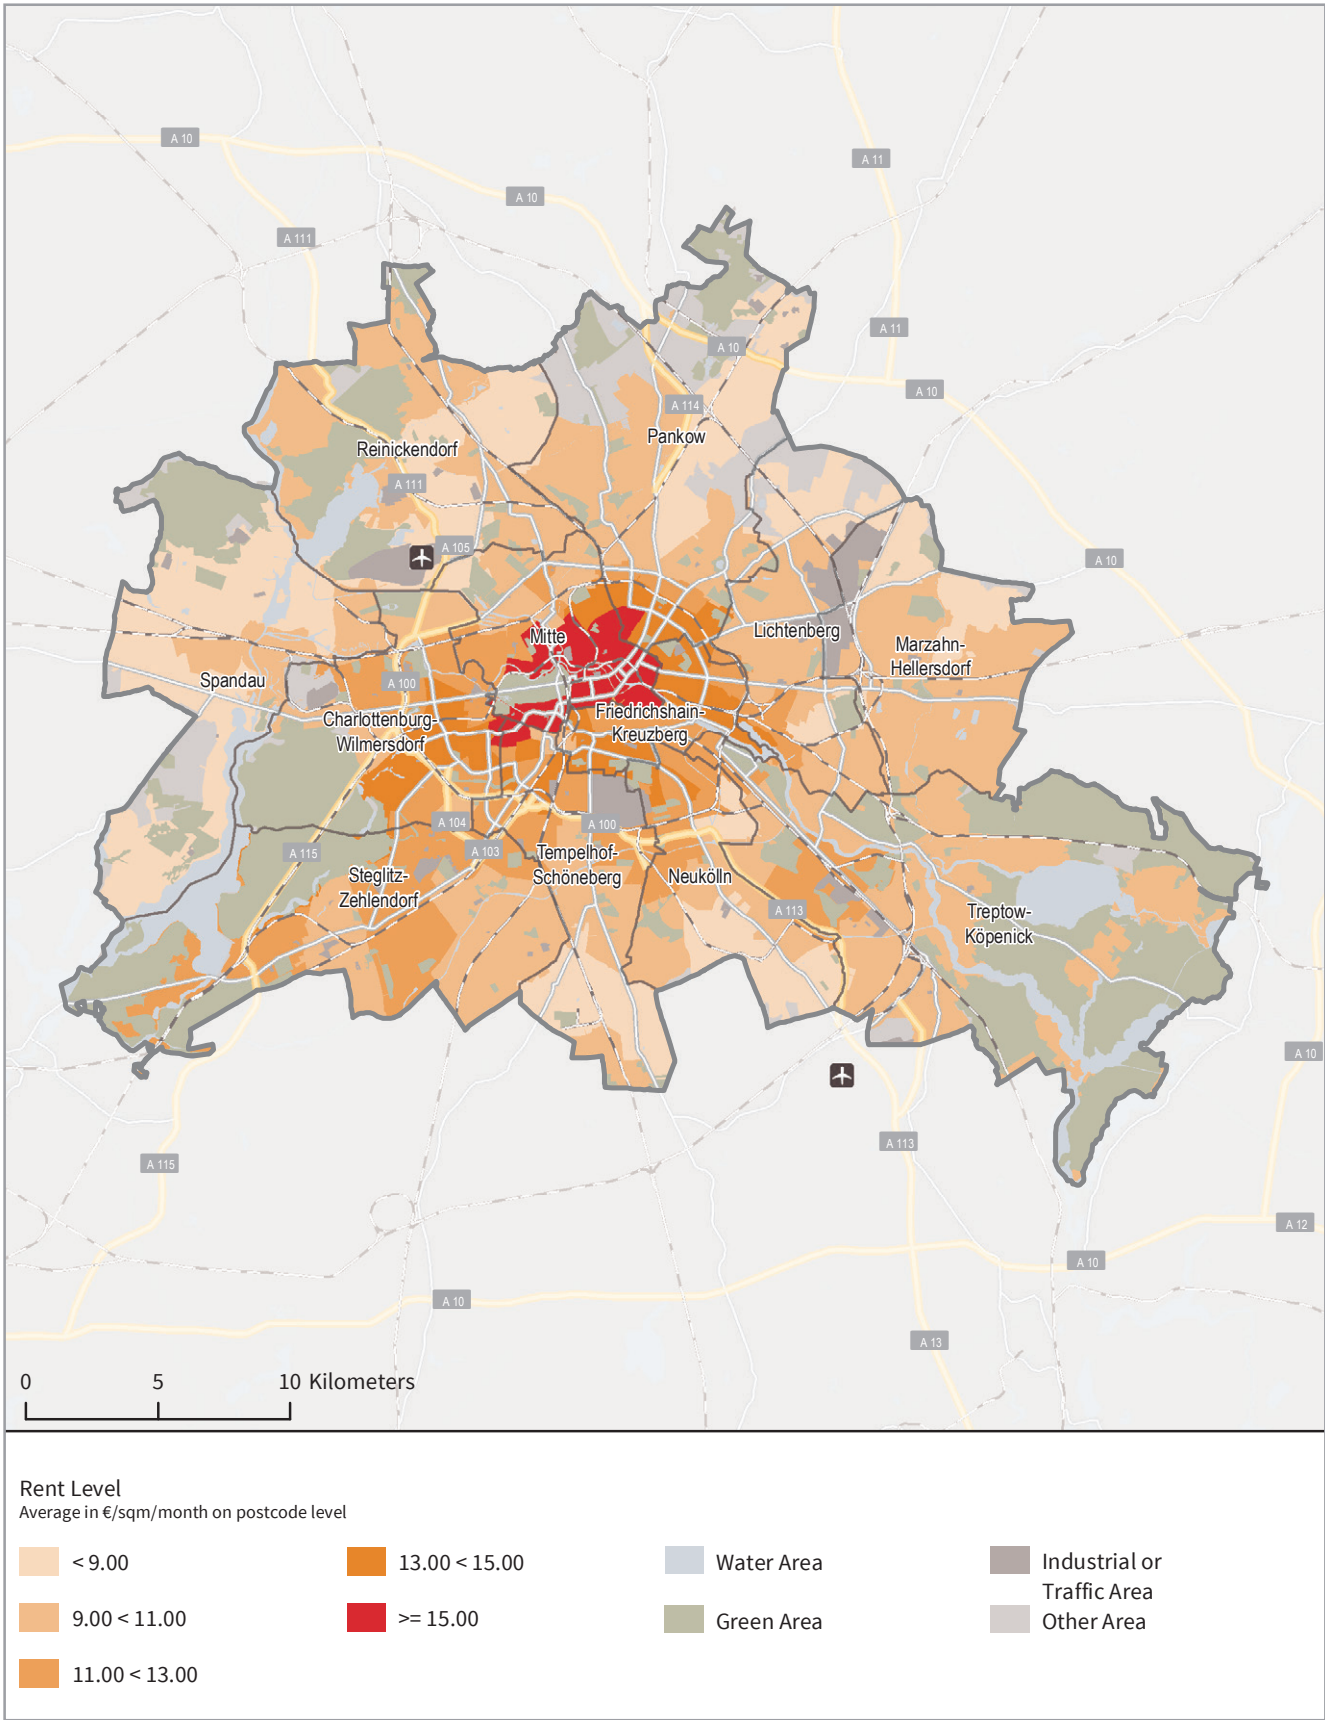 A 10
A 11
A 10
A 111
A 11
A 10
A 10
A 114
Pankow
Reinickendorf
A 111
A 105
A 10
Mitte
Lichtenberg
Marzahn-
Hellersdorf
Spandau
A 100
Charlottenburg-
Wilmersdorf
Friedrichshain-
Kreuzberg
A 104
A 100
A 103
A 115
Tempelhof-
Schöneberg
Steglitz-
Zehlendorf
Neukölln
A 113
Treptow-
Köpenick
A 10
A 113
A 115
A 12
A 10
A 10
A 13
0 5 10 Kilometers
Rent Level
Average in €/sqm/month on postcode level
< 9.00
9.00 < 11.00
11.00 < 13.00
13.00 < 15.00
>= 15.00
Water Area
Green Area
Industrial or
Traffic Area
Other Area